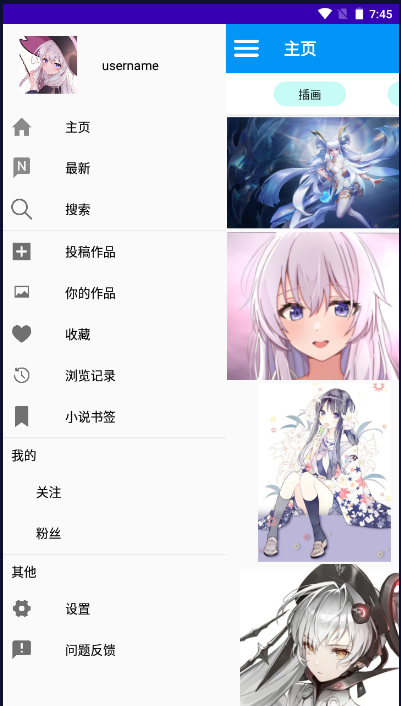 7:45
username
主页
最新
N
搜索
投稿作品
你的作品
收藏
浏览记录
小说书签
我的
关注
粉丝
其他
设置
问题反馈
主页
插画